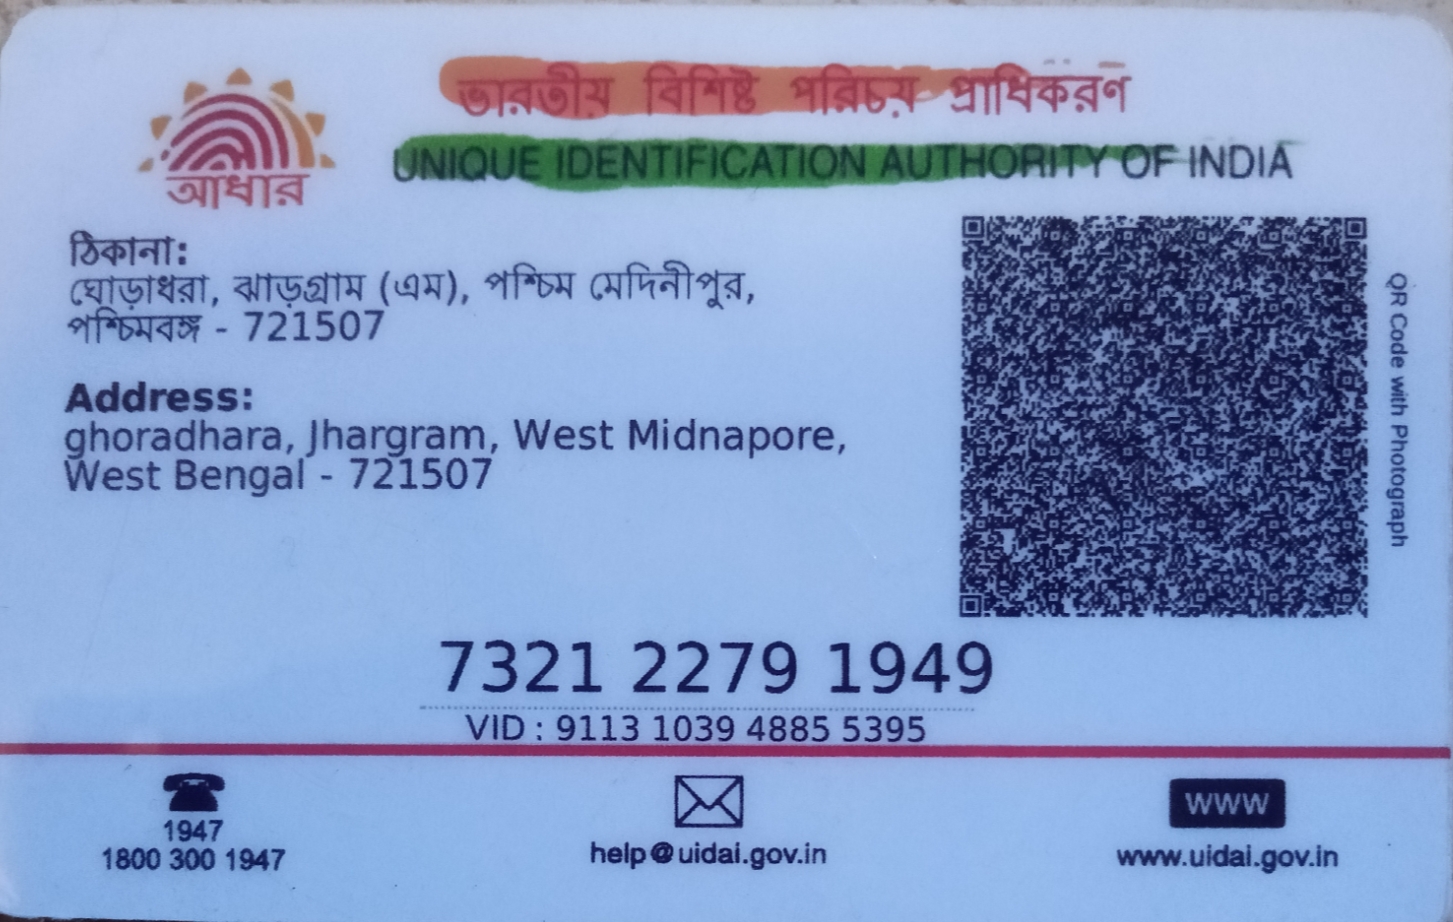 ভারতীয় বিশিষ্ট পরিচয় প্রাধিকরণ
UNIQUE IDENTIFICATION AUTHORITY OF INDIA
আধার
ঠিকানা:
ঘোড়াধরা, ঝাড়গ্রাম (এম), পশ্চিম মেদিনীপুর,
পশ্চিমবঙ্গ - 721507
Address:
ghoradhara, Jhargram, West Midnapore,
West Bengal - 721507
QR Code with Photograph
7321 2279 1949
VID : 9113 1039 4885 5395
1947
1800 300 1947
help@uidai.gov.in
www
www.uidai.gov.in